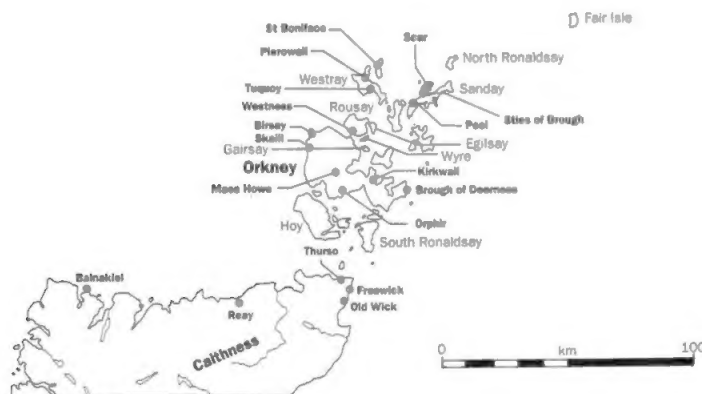 Fair Isle
St Boniface
Scar
Pierowall
North Ronaldsay
Westray
Sanday
Tuquoy
Westness
Rousay
Sties of Brough
Pool
Birsay
Skaill
Egilsay
Gairsay
Wyre
Orkney
Kirkwall
Maes Howe
Brough of Deerness
Hoy
Orphir
South Ronaldsay
Thurso
Balnakiel
Freswick
Old Wick
Reay
Caithness
0 100
km